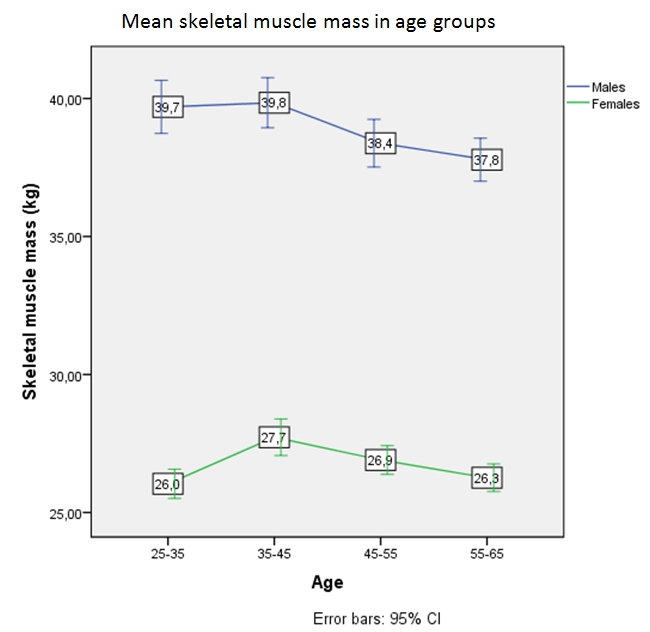 Mean skeletal muscle mass in age groups
Males
Females
Skeletal muscle mass (kg)
40,00
35,00
30,00
25,00
39,7
39,8
38,4
37,8
26,0
27,7
26,9
26,3
25-35
35-45
45-55
55-65
Age
Error bars: 95% CI